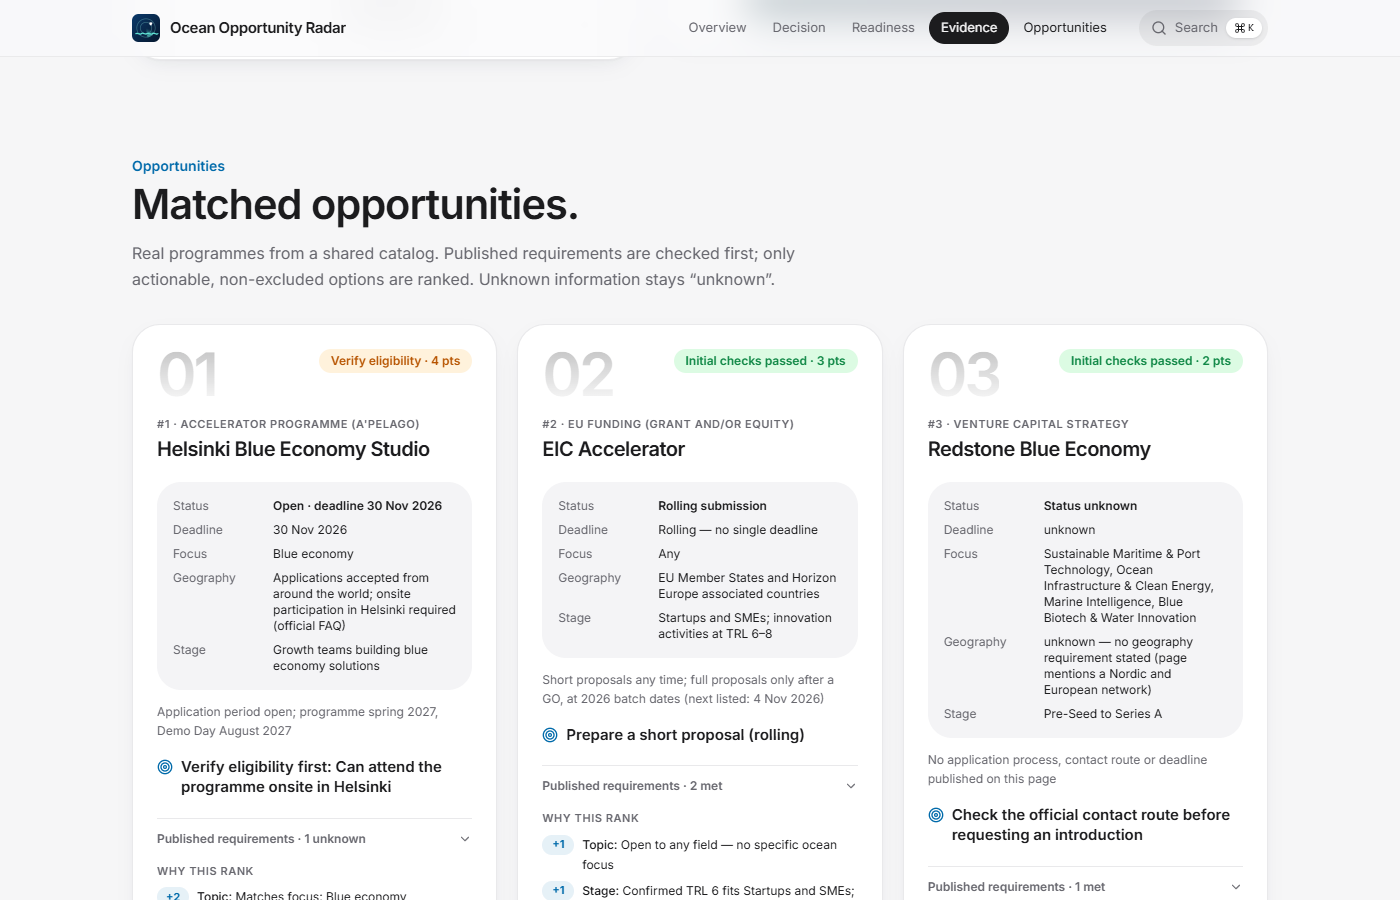 Ocean Opportunity Radar
Overview
Decision
Readiness
Evidence
Opportunities
Search
⌘ K
Opportunities
Matched opportunities.
Real programmes from a shared catalog. Published requirements are checked first; only
actionable, non-excluded options are ranked. Unknown information stays “unknown”.
01
Verify eligibility · 4 pts
#1 · ACCELERATOR PROGRAMME (A'PELAGO)
Helsinki Blue Economy Studio
Status
Open · deadline 30 Nov 2026
Deadline
30 Nov 2026
Focus
Blue economy
Geography
Applications accepted from
around the world; onsite
participation in Helsinki required
(official FAQ)
Stage
Growth teams building blue
economy solutions
Application period open; programme spring 2027,
Demo Day August 2027
Verify eligibility first: Can attend the
programme onsite in Helsinki
Published requirements · 1 unknown
WHY THIS RANK
+2
Topic: Matches focus: Blue economy
02
Initial checks passed · 3 pts
#2 · EU FUNDING (GRANT AND/OR EQUITY)
EIC Accelerator
Status
Rolling submission
Deadline
Rolling — no single deadline
Focus
Any
Geography
EU Member States and Horizon
Europe associated countries
Stage
Startups and SMEs; innovation
activities at TRL 6–8
Short proposals any time; full proposals only after a
GO, at 2026 batch dates (next listed: 4 Nov 2026)
Prepare a short proposal (rolling)
Published requirements · 2 met
WHY THIS RANK
+1
Topic: Open to any field — no specific ocean
focus
+1
Stage: Confirmed TRL 6 fits Startups and SMEs;
03
Initial checks passed · 2 pts
#3 · VENTURE CAPITAL STRATEGY
Redstone Blue Economy
Status
Status unknown
Deadline
unknown
Focus
Sustainable Maritime & Port
Technology, Ocean
Infrastructure & Clean Energy,
Marine Intelligence, Blue
Biotech & Water Innovation
Geography
unknown — no geography
requirement stated (page
mentions a Nordic and
European network)
Stage
Pre-Seed to Series A
No application process, contact route or deadline
published on this page
Check the official contact route before
requesting an introduction
Published requirements · 1 met